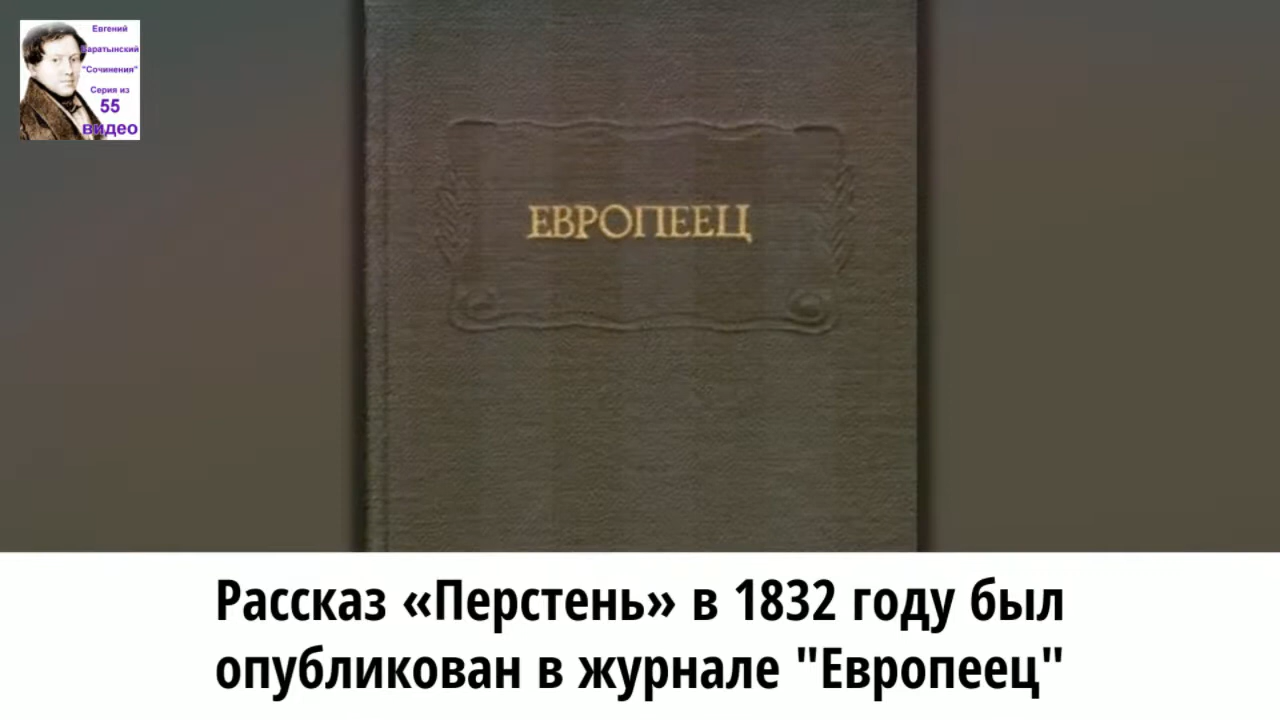 Евгений
Баратынский
"Сочинения"
Серия из
55
видео
ЕВРОПЕЕЦ
Рассказ «Перстень» в 1832 году был
опубликован в журнале "Европеец"